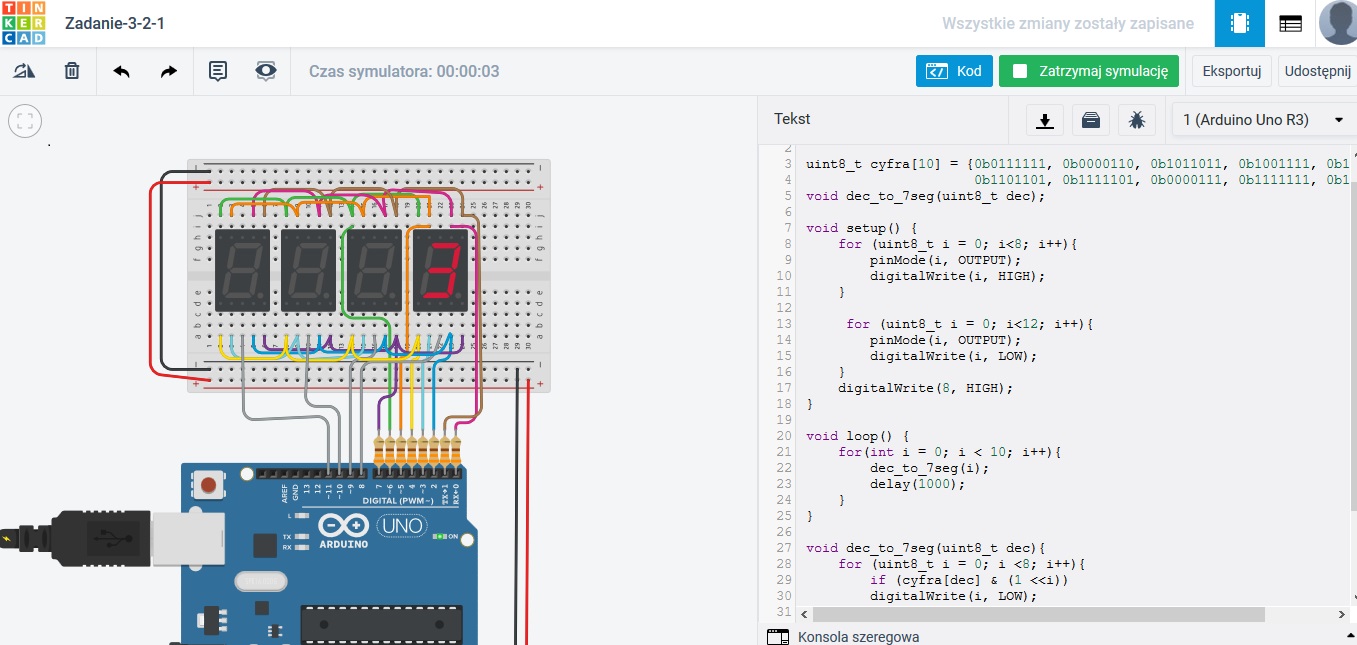 TIN
KER
CAD
Zadanie-3-2-1
Wszystkie zmiany zostały zapisane
Czas symulatora: 00:00:03
Kod
Zatrzymaj symulację
Eksportuj
Udostępnij
Tekst
1 (Arduino Uno R3)
2
3 uint8_t cyfra[10] = {0b0111111, 0b0000110, 0b1011011, 0b1001111, 0b1
4 0b1101101, 0b1111101, 0b0000111, 0b1111111, 0b1
5 void dec_to_7seg(uint8_t dec);
6
7 void setup() {
8 for (uint8_t i = 0; i<8; i++){
9 pinMode(i, OUTPUT);
10 digitalWrite(i, HIGH);
11 }
12
13 for (uint8_t i = 0; i<12; i++){
14 pinMode(i, OUTPUT);
15 digitalWrite(i, LOW);
16 }
17 digitalWrite(8, HIGH);
18 }
19
20 void loop() {
21 for(int i = 0; i < 10; i++){
22 dec_to_7seg(i);
23 delay(1000);
24 }
25 }
26
27 void dec_to_7seg(uint8_t dec){
28 for (uint8_t i = 0; i <8; i++){
29 if (cyfra[dec] & (1 <<i))
30 digitalWrite(i, LOW);
31
Konsola szeregowa
3
AREF
GND
13
12
~11
~10
~9
8
7
~6
~5
4
~3
2
TX→1
RX←0
DIGITAL (PWM~)
L
TX
RX
ARDUINO
UNO
ON